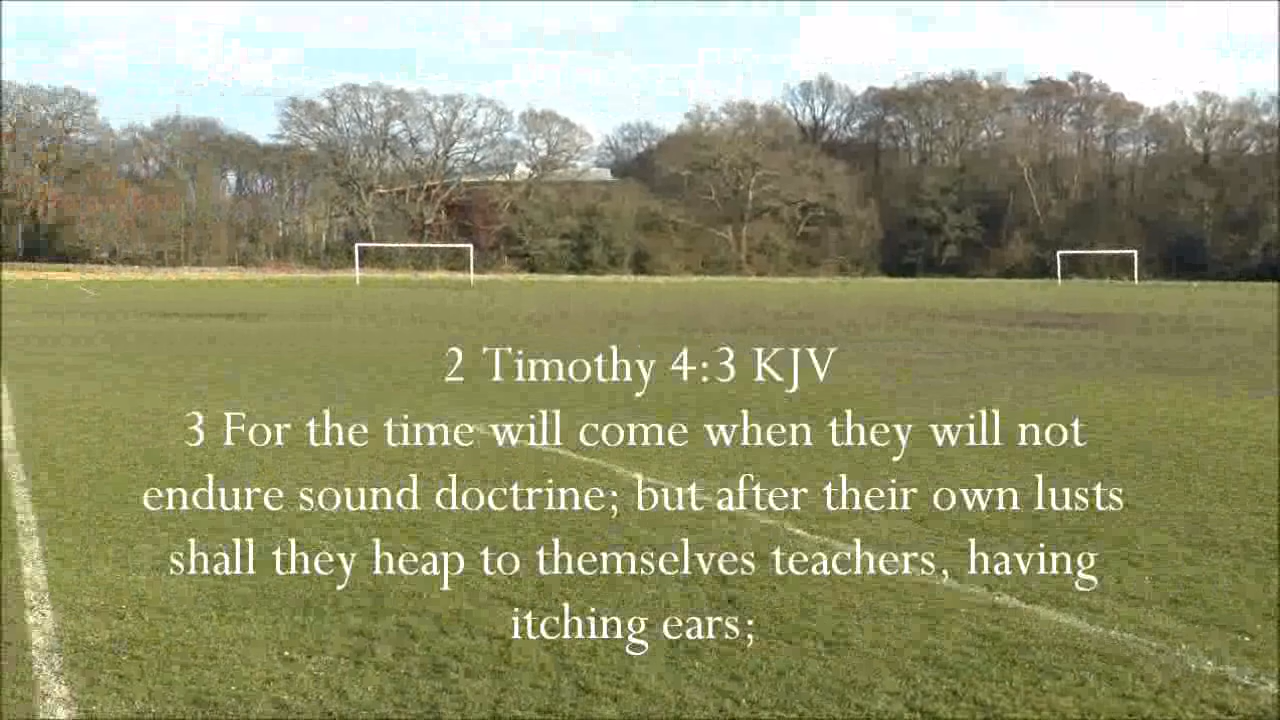 2 Timothy 4:3 KJV
3 For the time will come when they will not
endure sound doctrine; but after their own lusts
shall they heap to themselves teachers, having
itching ears;